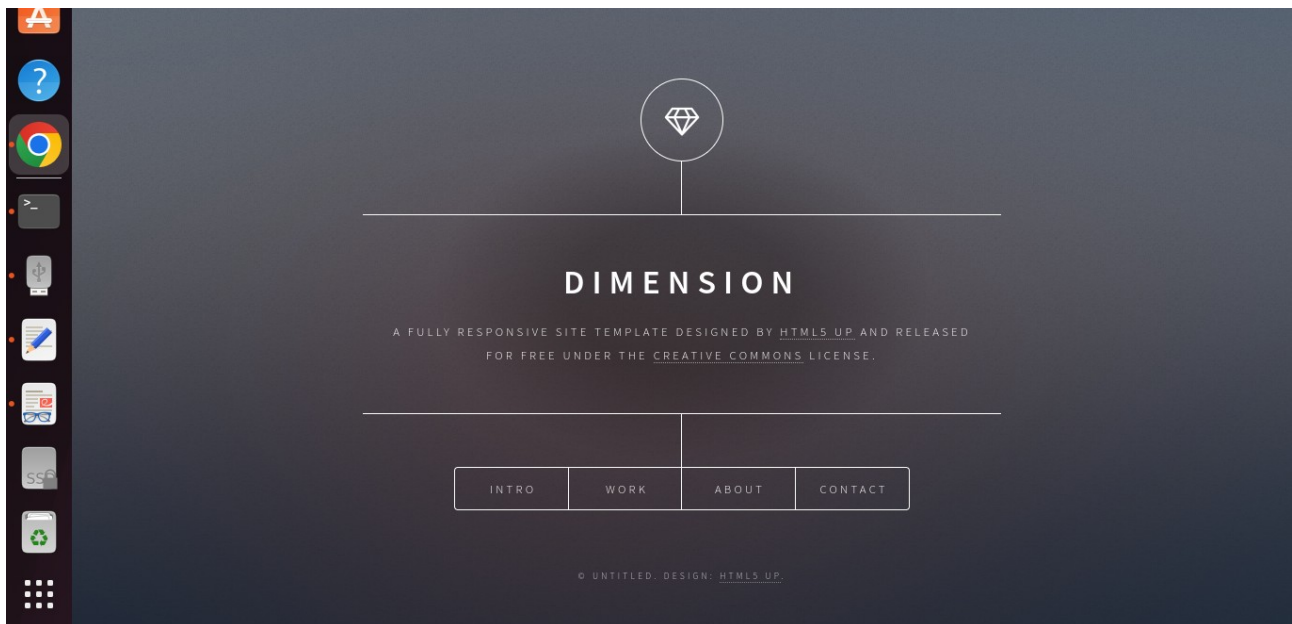 ?
>_
DIMENSION
A FULLY RESPONSIVE SITE TEMPLATE DESIGNED BY HTML5 UP AND RELEASED
FOR FREE UNDER THE CREATIVE COMMONS LICENSE.
INTRO WORK ABOUT CONTACT
SS
© UNTITLED. DESIGN: HTML5 UP.